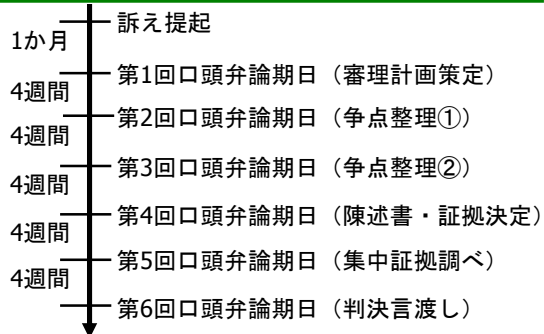 訴え提起
1か月
第1回口頭弁論期日（審理計画策定）
4週間
第2回口頭弁論期日（争点整理①）
4週間
第3回口頭弁論期日（争点整理②）
4週間
第4回口頭弁論期日（陳述書・証拠決定）
4週間
第5回口頭弁論期日（集中証拠調べ）
4週間
第6回口頭弁論期日（判決言渡し）